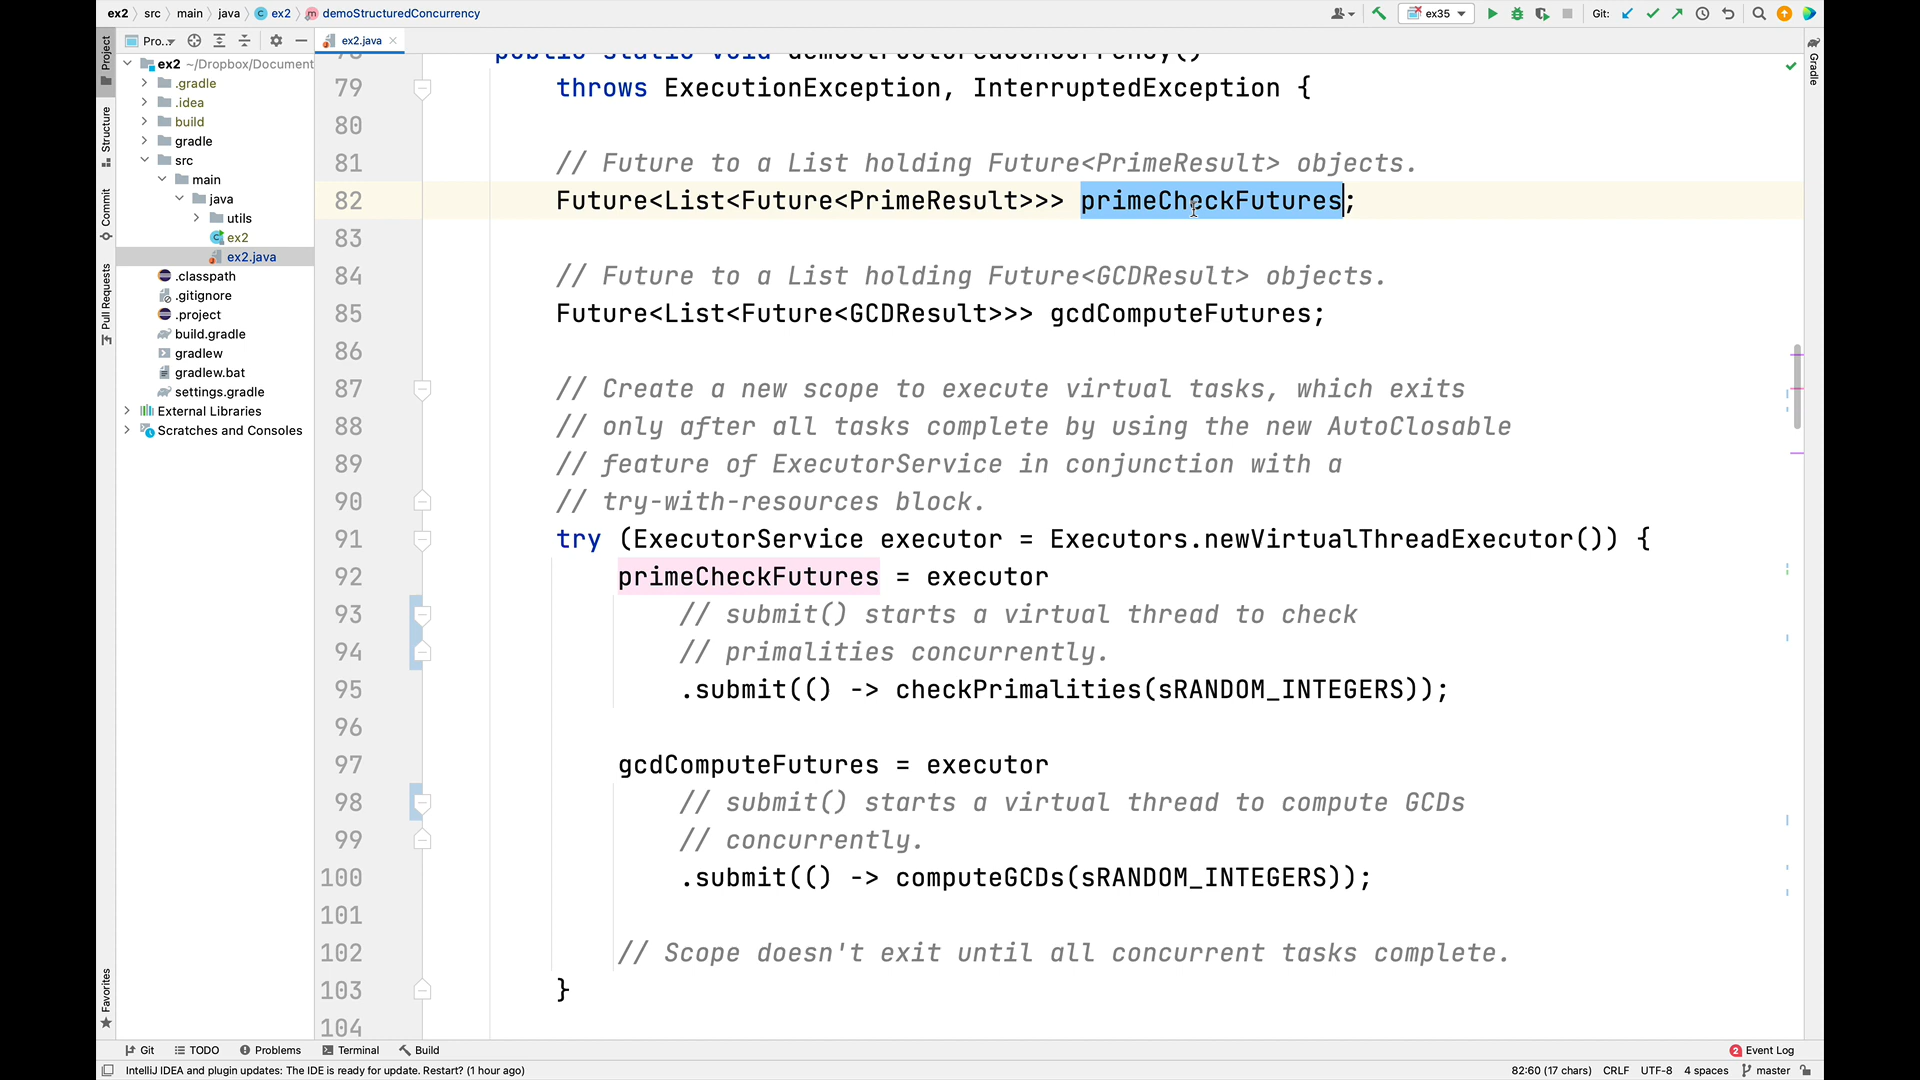 ex2 src main java ex2 demoStructuredConcurrency
ex35
Git:
Project
Pro...
ex2.java
ex2 ~/Dropbox/Document
.gradle
.idea
build
gradle
src
main
java
utils
ex2
ex2.java
.classpath
.gitignore
.project
build.gradle
gradlew
gradlew.bat
settings.gradle
External Libraries
Scratches and Consoles
Structure
Commit
Pull Requests
Favorites
Gradle
public static void demoStructuredConcurrency()
79 throws ExecutionException, InterruptedException {
80
81 // Future to a List holding Future<PrimeResult> objects.
82 Future<List<Future<PrimeResult>>> primeCheckFutures;
83
84 // Future to a List holding Future<GCDResult> objects.
85 Future<List<Future<GCDResult>>> gcdComputeFutures;
86
87 // Create a new scope to execute virtual tasks, which exits
88 // only after all tasks complete by using the new AutoClosable
89 // feature of ExecutorService in conjunction with a
90 // try-with-resources block.
91 try (ExecutorService executor = Executors.newVirtualThreadExecutor()) {
92 primeCheckFutures = executor
93 // submit() starts a virtual thread to check
94 // primalities concurrently.
95 .submit(() -> checkPrimalities(sRANDOM_INTEGERS));
96
97 gcdComputeFutures = executor
98 // submit() starts a virtual thread to compute GCDs
99 // concurrently.
100 .submit(() -> computeGCDs(sRANDOM_INTEGERS));
101
102 // Scope doesn't exit until all concurrent tasks complete.
103 }
104
Git TODO Problems Terminal Build 2 Event Log
IntelliJ IDEA and plugin updates: The IDE is ready for update. Restart? (1 hour ago) 82:60 (17 chars) CRLF UTF-8 4 spaces master